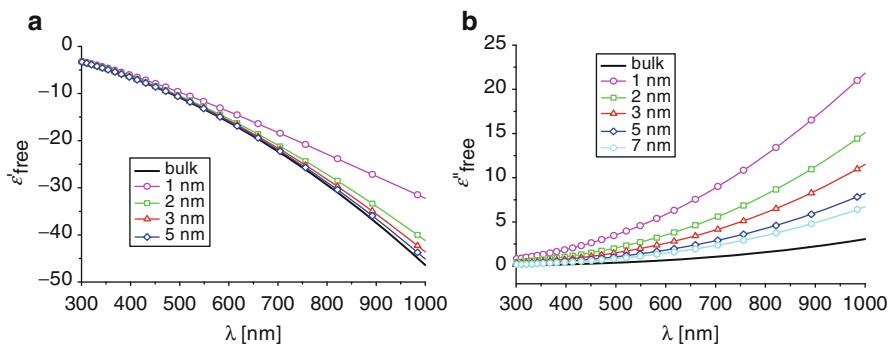 a
0
−10
−20
−30
−40
−50
ε′free
bulk
1 nm
2 nm
3 nm
5 nm
300 400 500 600 700 800 900 1000
λ [nm]
b
25
20
15
10
5
0
ε″free
bulk
1 nm
2 nm
3 nm
5 nm
7 nm
300 400 500 600 700 800 900 1000
λ [nm]